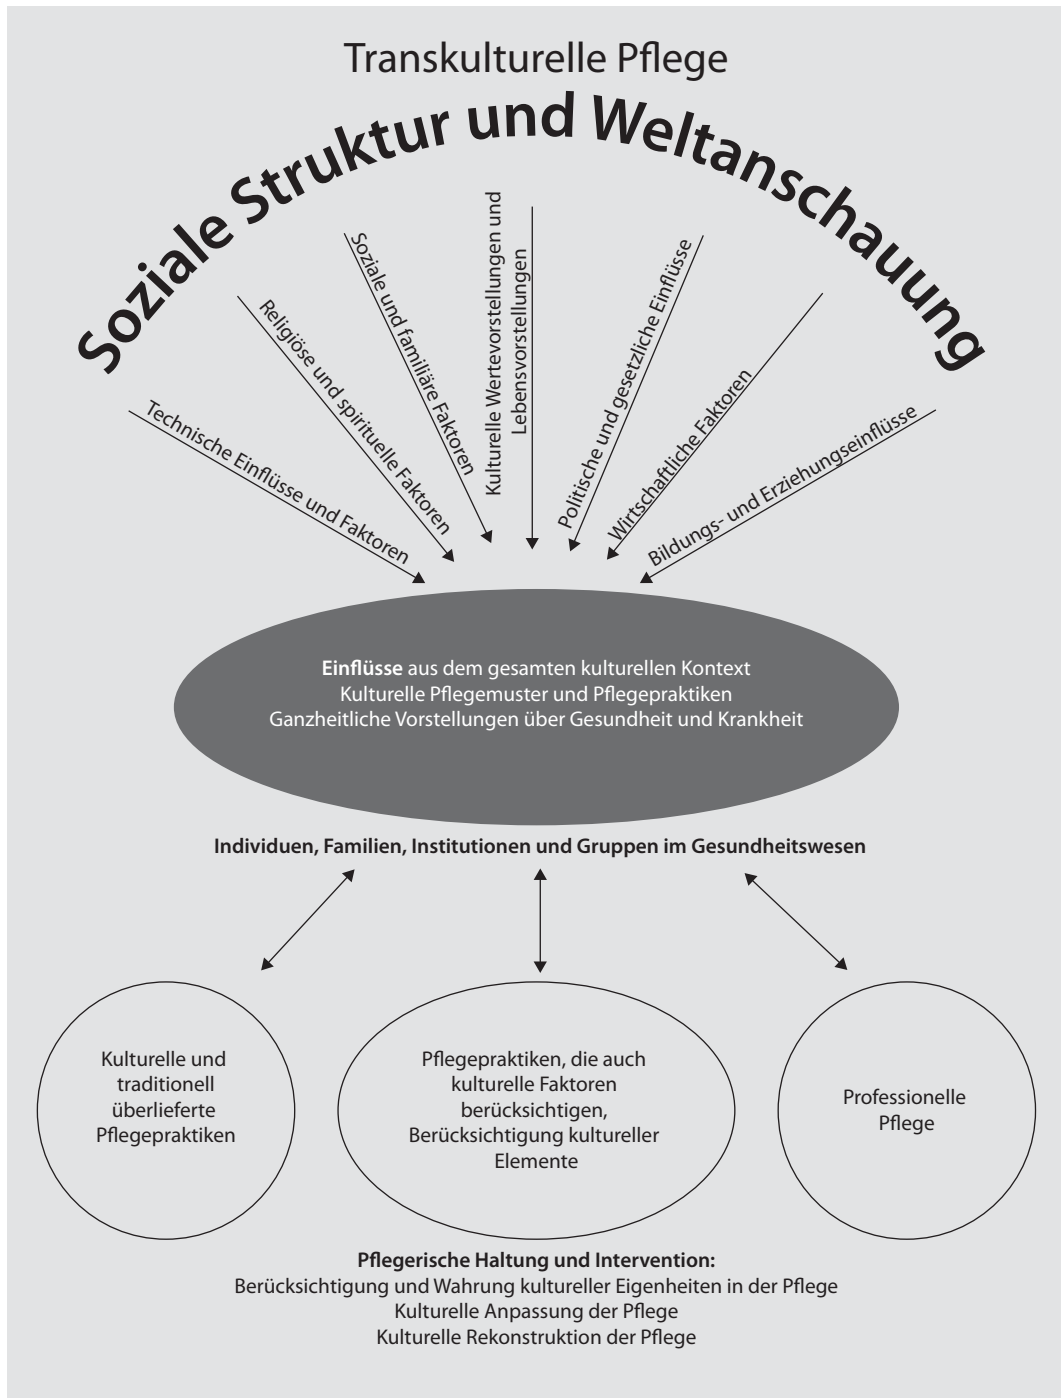 Transkulturelle Pflege
Soziale Struktur und Weltanschauung
Technische Einflüsse und Faktoren
Religiöse und spirituelle Faktoren
Soziale und familiäre Faktoren
Kulturelle Wertevorstellungen und
Lebensvorstellungen
Politische und gesetzliche Einflüsse
Wirtschaftliche Faktoren
Bildungs- und Erziehungseinflüsse
Einflüsse aus dem gesamten kulturellen Kontext
Kulturelle Pflegemuster und Pflegepraktiken
Ganzheitliche Vorstellungen über Gesundheit und Krankheit
Individuen, Familien, Institutionen und Gruppen im Gesundheitswesen
Kulturelle und
traditionell
überlieferte
Pflegepraktiken
Pflegepraktiken, die auch
kulturelle Faktoren
berücksichtigen,
Berücksichtigung kultureller
Elemente
Professionelle
Pflege
Pflegerische Haltung und Intervention:
Berücksichtigung und Wahrung kultureller Eigenheiten in der Pflege
Kulturelle Anpassung der Pflege
Kulturelle Rekonstruktion der Pflege